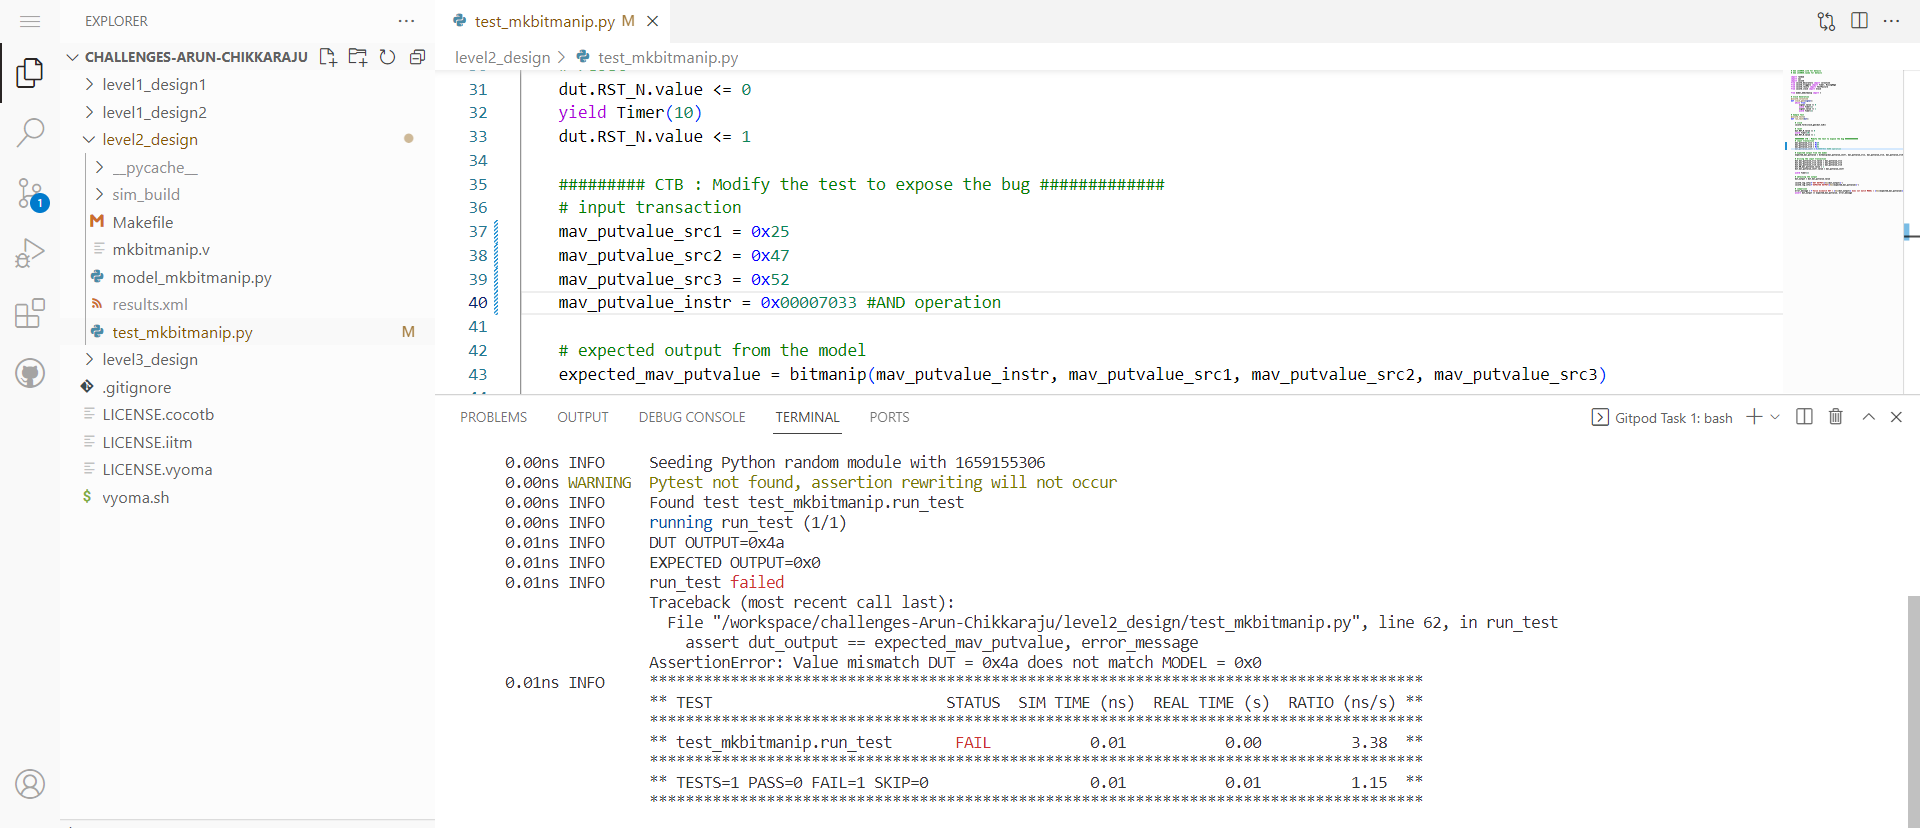 EXPLORER
CHALLENGES-ARUN-CHIKKARAJU
level1_design1
level1_design2
level2_design
__pycache__
sim_build
Makefile
mkbitmanip.v
model_mkbitmanip.py
results.xml
test_mkbitmanip.py M
level3_design
.gitignore
LICENSE.cocotb
LICENSE.iitm
LICENSE.vyoma
$ vyoma.sh
1
test_mkbitmanip.py M
level2_design > test_mkbitmanip.py
31 dut.RST_N.value <= 0
32 yield Timer(10)
33 dut.RST_N.value <= 1
34
35 ######### CTB : Modify the test to expose the bug #############
36 # input transaction
37 mav_putvalue_src1 = 0x25
38 mav_putvalue_src2 = 0x47
39 mav_putvalue_src3 = 0x52
40 mav_putvalue_instr = 0x00007033 #AND operation
41
42 # expected output from the model
43 expected_mav_putvalue = bitmanip(mav_putvalue_instr, mav_putvalue_src1, mav_putvalue_src2, mav_putvalue_src3)
PROBLEMS OUTPUT DEBUG CONSOLE TERMINAL PORTS
Gitpod Task 1: bash
0.00ns INFO Seeding Python random module with 1659155306
0.00ns WARNING Pytest not found, assertion rewriting will not occur
0.00ns INFO Found test test_mkbitmanip.run_test
0.00ns INFO running run_test (1/1)
0.01ns INFO DUT OUTPUT=0x4a
0.01ns INFO EXPECTED OUTPUT=0x0
0.01ns INFO run_test failed
Traceback (most recent call last):
File "/workspace/challenges-Arun-Chikkaraju/level2_design/test_mkbitmanip.py", line 62, in run_test
assert dut_output == expected_mav_putvalue, error_message
AssertionError: Value mismatch DUT = 0x4a does not match MODEL = 0x0
0.01ns INFO **************************************************************************************
** TEST STATUS SIM TIME (ns) REAL TIME (s) RATIO (ns/s) **
**************************************************************************************
** test_mkbitmanip.run_test FAIL 0.01 0.00 3.38 **
**************************************************************************************
** TESTS=1 PASS=0 FAIL=1 SKIP=0 0.01 0.01 1.15 **
**************************************************************************************